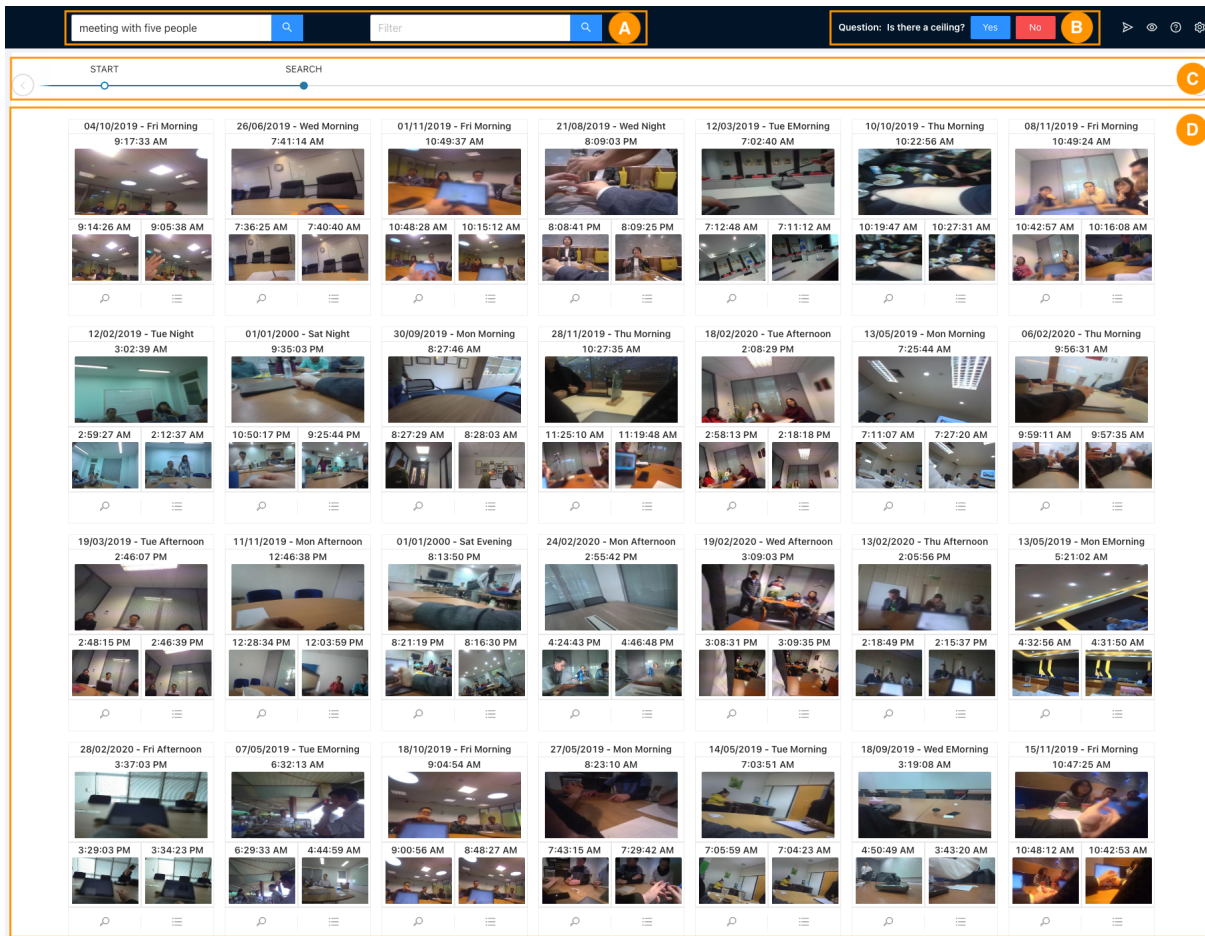 meeting with five people
Filter
A
Question: Is there a ceiling? Yes No
B
START SEARCH
C
D
04/10/2019 - Fri Morning 26/06/2019 - Wed Morning 01/11/2019 - Fri Morning 21/08/2019 - Wed Night 12/03/2019 - Tue EMorning 10/10/2019 - Thu Morning 08/11/2019 - Fri Morning
9:17:33 AM 7:41:14 AM 10:49:37 AM 8:09:03 PM 7:02:40 AM 10:22:56 AM 10:49:24 AM
9:14:26 AM 9:05:38 AM 7:36:25 AM 7:40:40 AM 10:48:28 AM 10:15:12 AM 8:08:41 PM 8:09:25 PM 7:12:48 AM 7:11:12 AM 10:19:47 AM 10:27:31 AM 10:42:57 AM 10:16:08 AM
12/02/2019 - Tue Night 01/01/2000 - Sat Night 30/09/2019 - Mon Morning 28/11/2019 - Thu Morning 18/02/2020 - Tue Afternoon 13/05/2019 - Mon Morning 06/02/2020 - Thu Morning
3:02:39 AM 9:35:03 PM 8:27:46 AM 10:27:35 AM 2:08:29 PM 7:25:44 AM 9:56:31 AM
2:59:27 AM 2:12:37 AM 10:50:17 PM 9:25:44 PM 8:27:29 AM 8:28:03 AM 11:25:10 AM 11:19:48 AM 2:58:13 PM 2:18:18 PM 7:11:07 AM 7:27:20 AM 9:59:11 AM 9:57:35 AM
19/03/2019 - Tue Afternoon 11/11/2019 - Mon Afternoon 01/01/2000 - Sat Evening 24/02/2020 - Mon Afternoon 19/02/2020 - Wed Afternoon 13/02/2020 - Thu Afternoon 13/05/2019 - Mon EMorning
2:46:07 PM 12:46:38 PM 8:13:50 PM 2:55:42 PM 3:09:03 PM 2:05:56 PM 5:21:02 AM
2:48:15 PM 2:46:39 PM 12:28:34 PM 12:03:59 PM 8:21:19 PM 8:16:30 PM 4:24:43 PM 4:46:48 PM 3:08:31 PM 3:09:35 PM 2:18:49 PM 2:15:37 PM 4:32:56 AM 4:31:50 AM
28/02/2020 - Fri Afternoon 07/05/2019 - Tue EMorning 18/10/2019 - Fri Morning 27/05/2019 - Mon Morning 14/05/2019 - Tue Morning 18/09/2019 - Wed EMorning 15/11/2019 - Fri Morning
3:37:03 PM 6:32:13 AM 9:04:54 AM 8:23:10 AM 7:03:51 AM 3:19:08 AM 10:47:25 AM
3:29:03 PM 3:34:23 PM 6:29:33 AM 4:44:59 AM 9:00:56 AM 8:48:27 AM 7:43:15 AM 7:29:42 AM 7:05:59 AM 7:04:23 AM 4:50:49 AM 3:43:20 AM 10:48:12 AM 10:42:53 AM